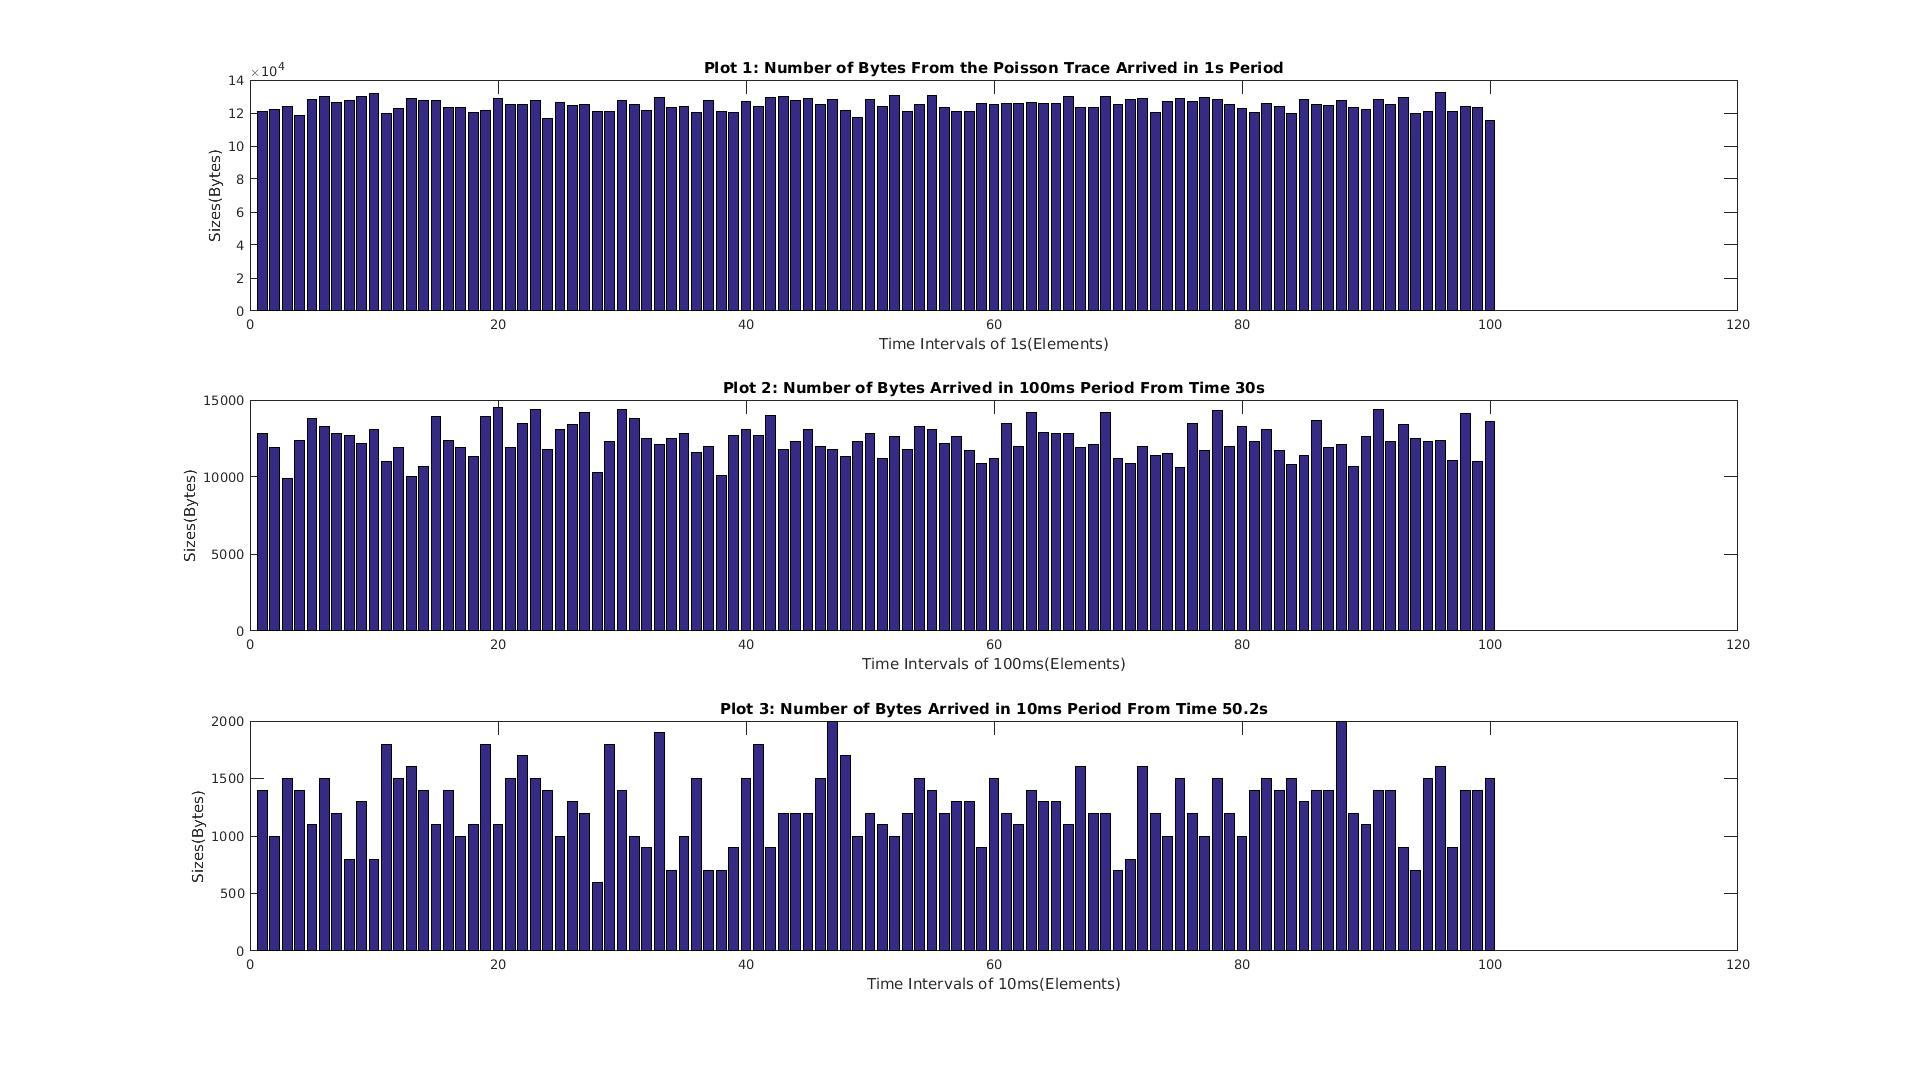 Plot 1: Number of Bytes From the Poisson Trace Arrived in 1s Period
×10⁴
14
12
10
8
6
4
2
0
Sizes(Bytes)
0 20 40 60 80 100 120
Time Intervals of 1s(Elements)
Plot 2: Number of Bytes Arrived in 100ms Period From Time 30s
15000
10000
5000
0
Sizes(Bytes)
0 20 40 60 80 100 120
Time Intervals of 100ms(Elements)
Plot 3: Number of Bytes Arrived in 10ms Period From Time 50.2s
2000
1500
1000
500
0
Sizes(Bytes)
0 20 40 60 80 100 120
Time Intervals of 10ms(Elements)